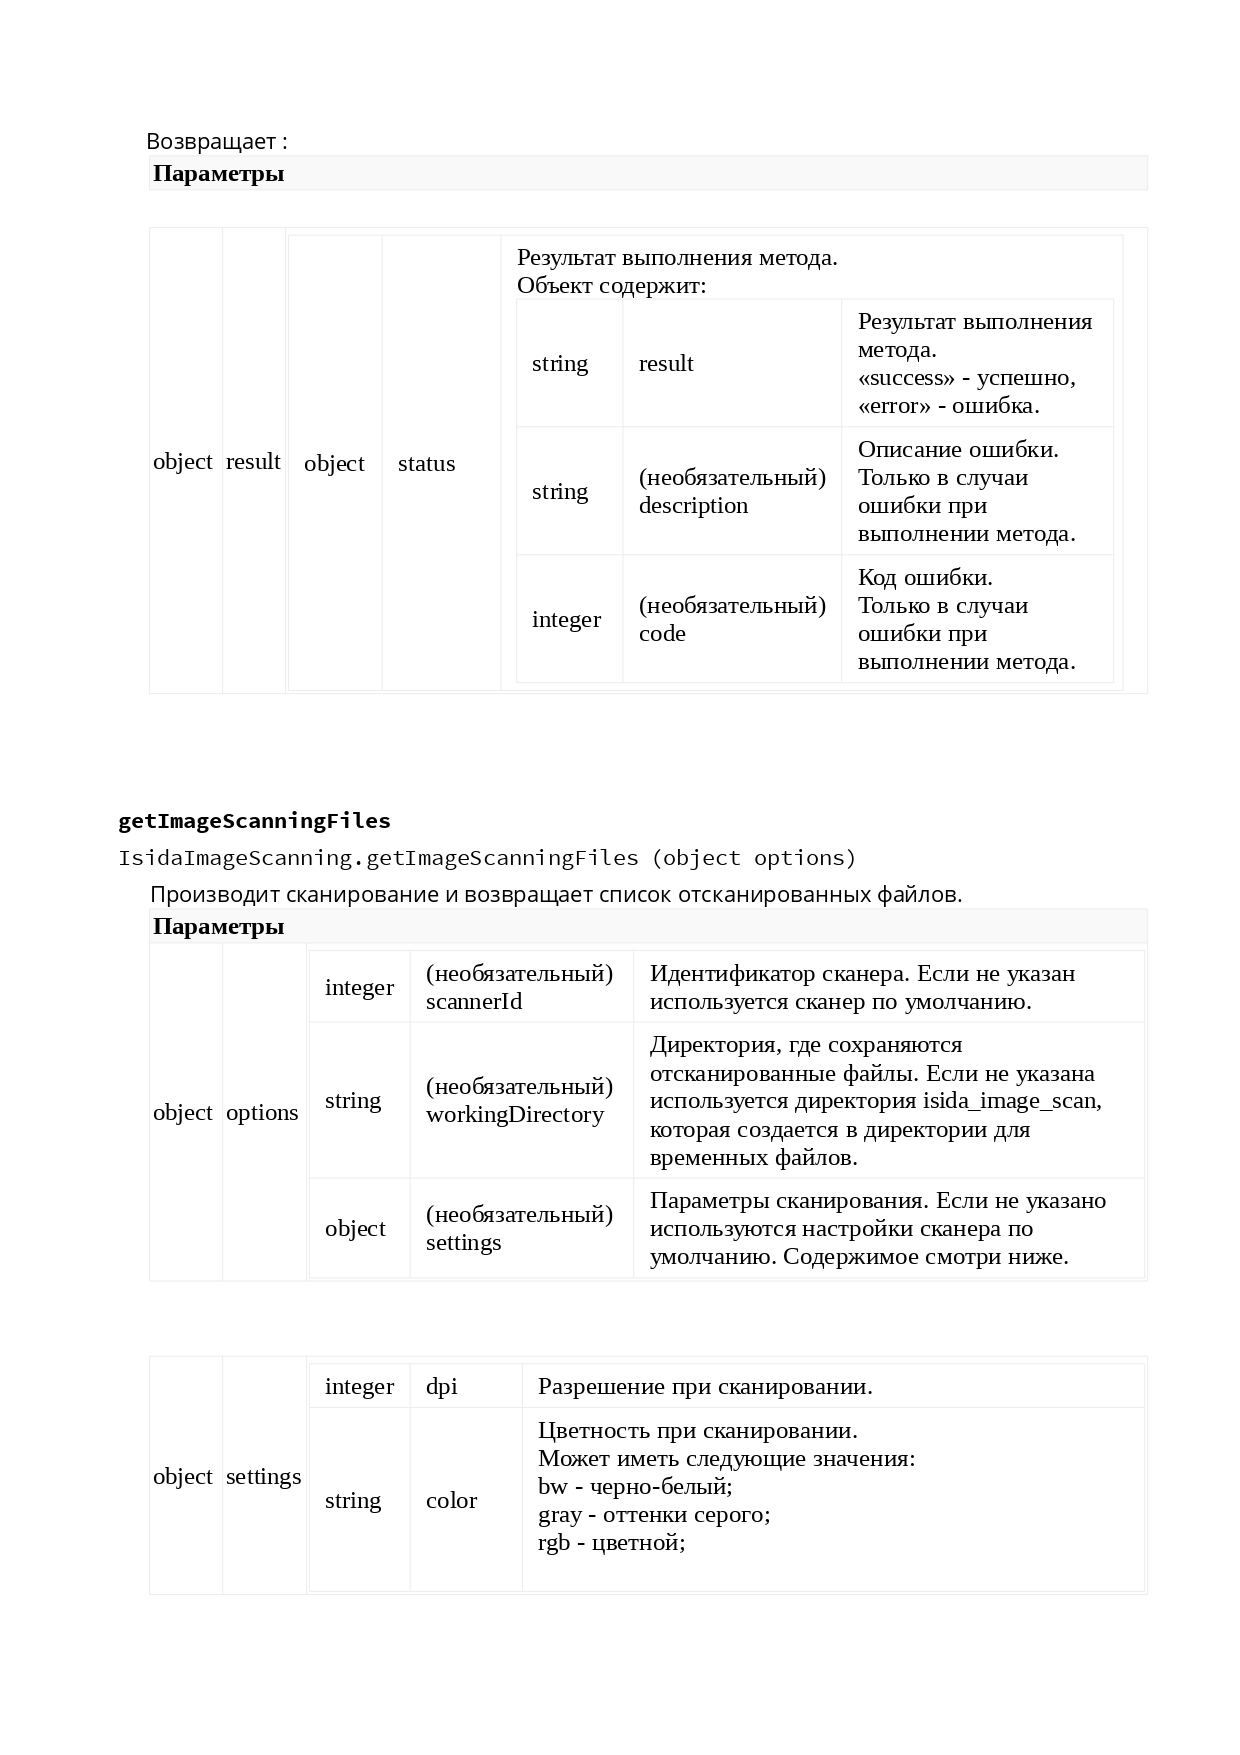 Возвращает :
Параметры
object
result
object
status
Результат выполнения метода.
Объект содержит:
string
result
Результат выполнения
метода.
«success» - успешно,
«error» - ошибка.
string
(необязательный)
description
Описание ошибки.
Только в случаи
ошибки при
выполнении метода.
integer
(необязательный)
code
Код ошибки.
Только в случаи
ошибки при
выполнении метода.
getImageScanningFiles
IsidaImageScanning.getImageScanningFiles (object options)
Производит сканирование и возвращает список отсканированных файлов.
Параметры
object
options
integer
(необязательный)
scannerId
Идентификатор сканера. Если не указан
используется сканер по умолчанию.
string
(необязательный)
workingDirectory
Директория, где сохраняются
отсканированные файлы. Если не указана
используется директория isida_image_scan,
которая создается в директории для
временных файлов.
object
(необязательный)
settings
Параметры сканирования. Если не указано
используются настройки сканера по
умолчанию. Содержимое смотри ниже.
object
settings
integer
dpi
Разрешение при сканировании.
string
color
Цветность при сканировании.
Может иметь следующие значения:
bw - черно-белый;
gray - оттенки серого;
rgb - цветной;